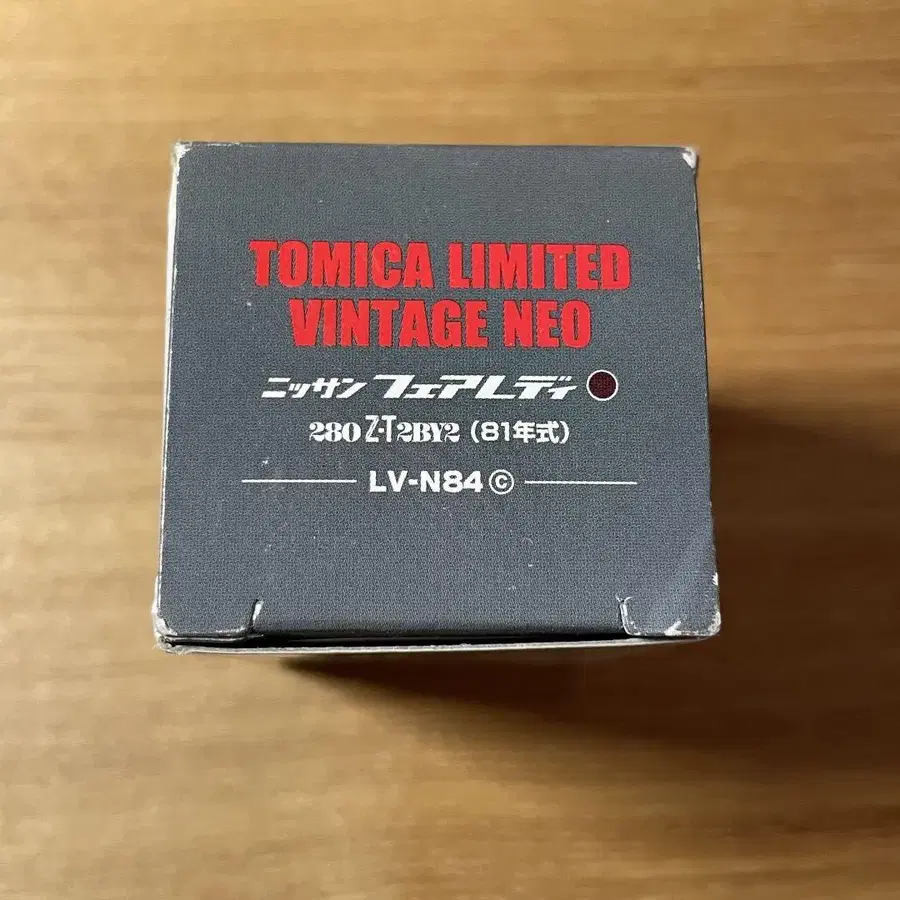 TOMICA LIMITED
VINTAGE NEO
ニッサン フェアレディ
280 Z-T 2BY2 (81年式)
LV-N84 ⓒ